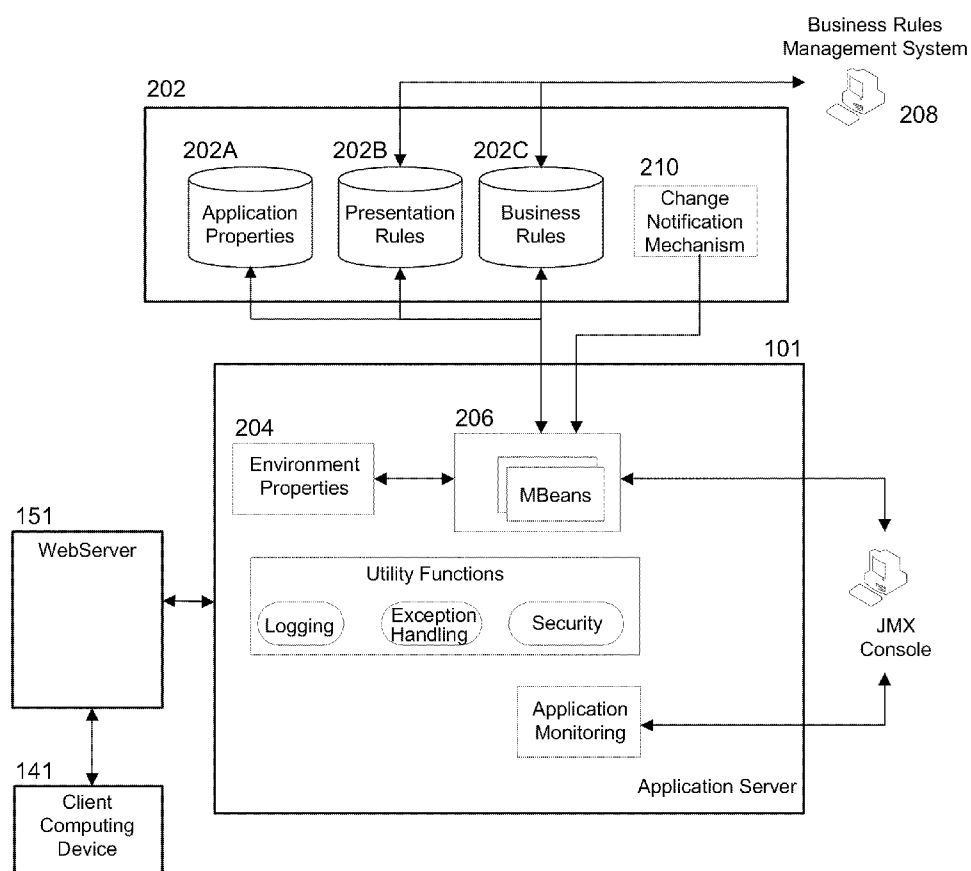 Business Rules
Management System
208
202
202A
202B
202C
210
Application
Properties
Presentation
Rules
Business
Rules
Change
Notification
Mechanism
101
204
206
Environment
Properties
MBeans
151
WebServer
Utility Functions
Logging
Exception
Handling
Security
JMX
Console
Application
Monitoring
Application Server
141
Client
Computing
Device